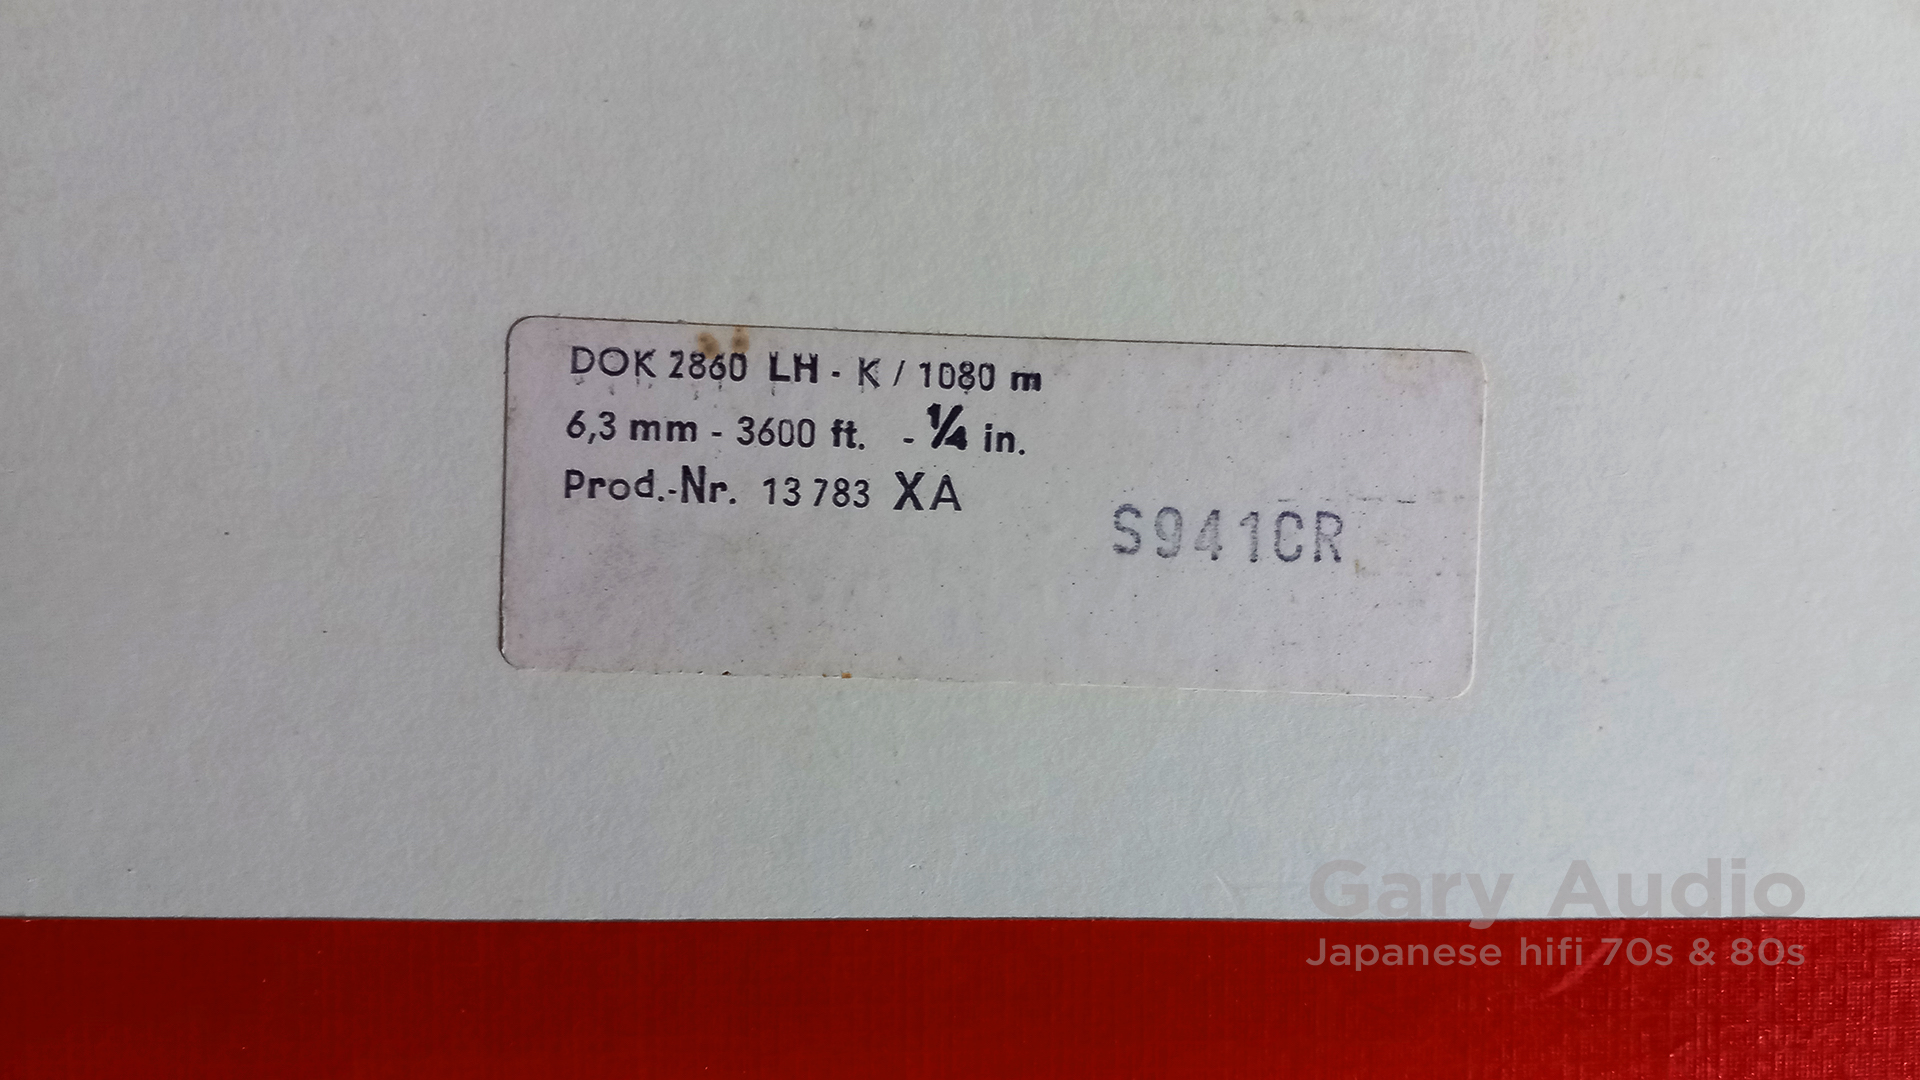 DOK 2860 LH - K / 1080 m
6,3 mm - 3600 ft. - 1/4 in.
Prod.-Nr. 13 783 XA
S941CR
Gary Audio
Japanese hifi 70s & 80s